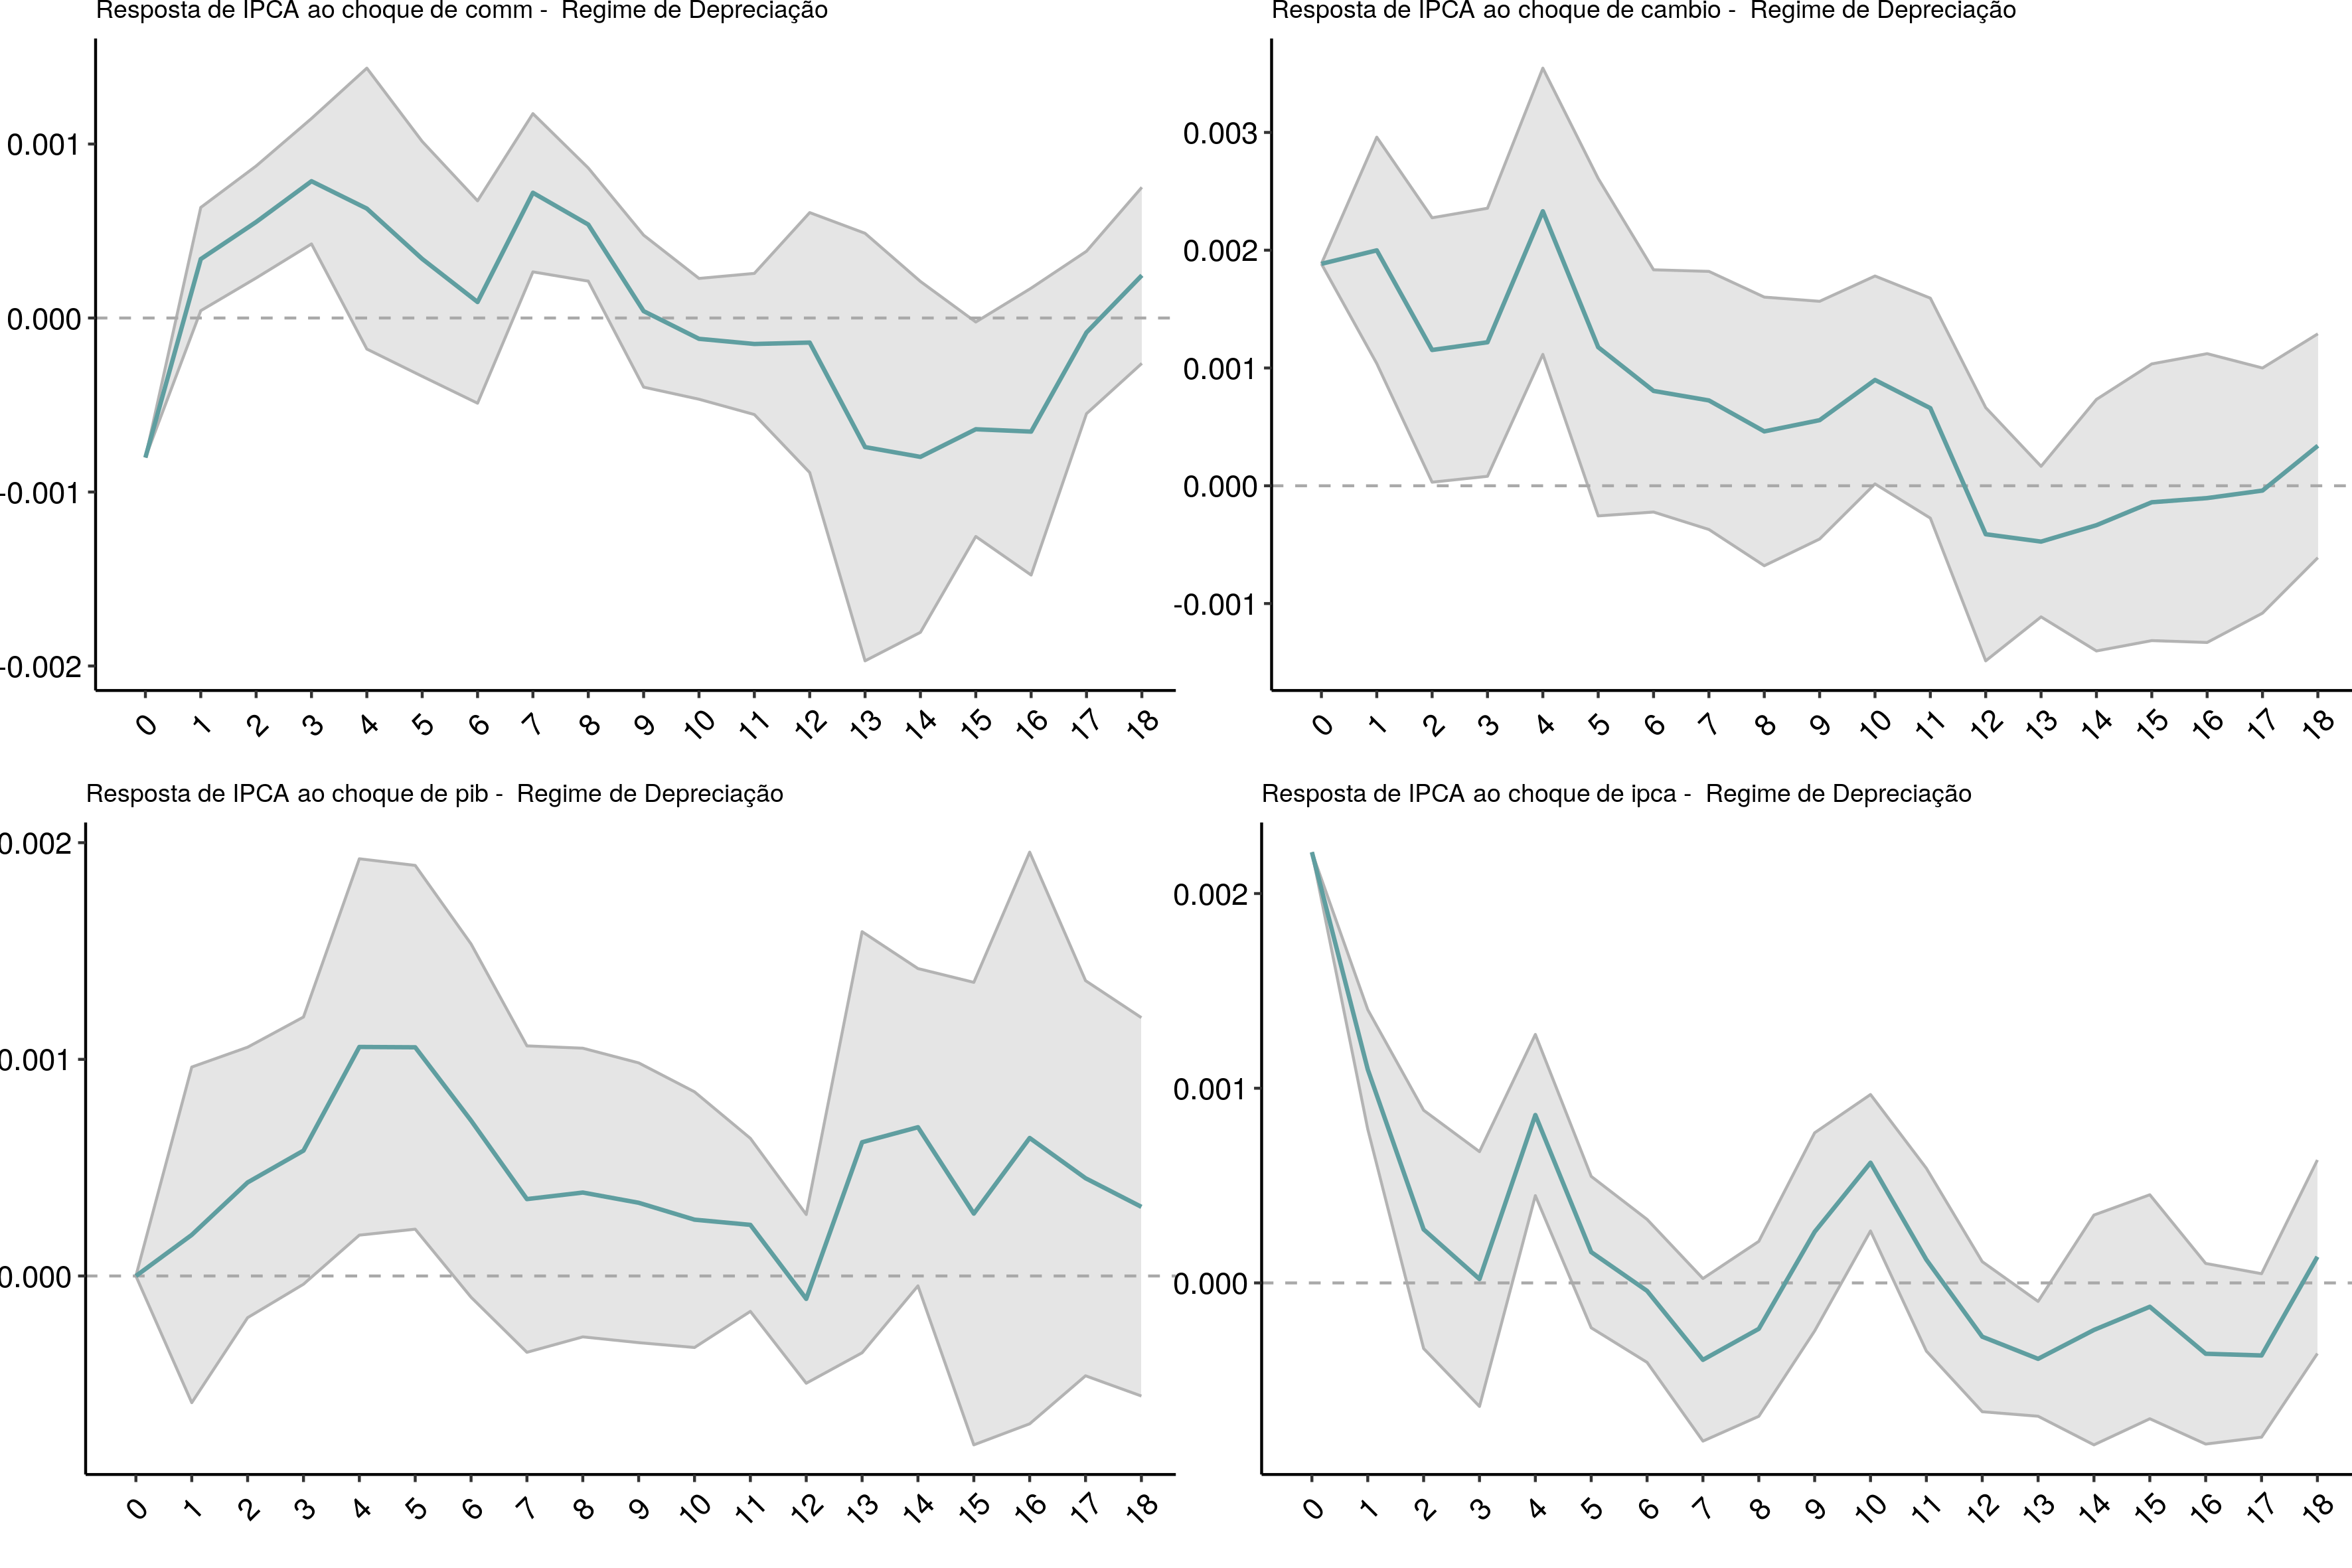 Resposta de IPCA ao choque de comm - Regime de Depreciação
0.001
0.000
-0.001
-0.002
0 1 2 3 4 5 6 7 8 9 10 11 12 13 14 15 16 17 18
Resposta de IPCA ao choque de cambio - Regime de Depreciação
0.003
0.002
0.001
0.000
-0.001
0 1 2 3 4 5 6 7 8 9 10 11 12 13 14 15 16 17 18
Resposta de IPCA ao choque de pib - Regime de Depreciação
0.002
0.001
0.000
0 1 2 3 4 5 6 7 8 9 10 11 12 13 14 15 16 17 18
Resposta de IPCA ao choque de ipca - Regime de Depreciação
0.002
0.001
0.000
0 1 2 3 4 5 6 7 8 9 10 11 12 13 14 15 16 17 18